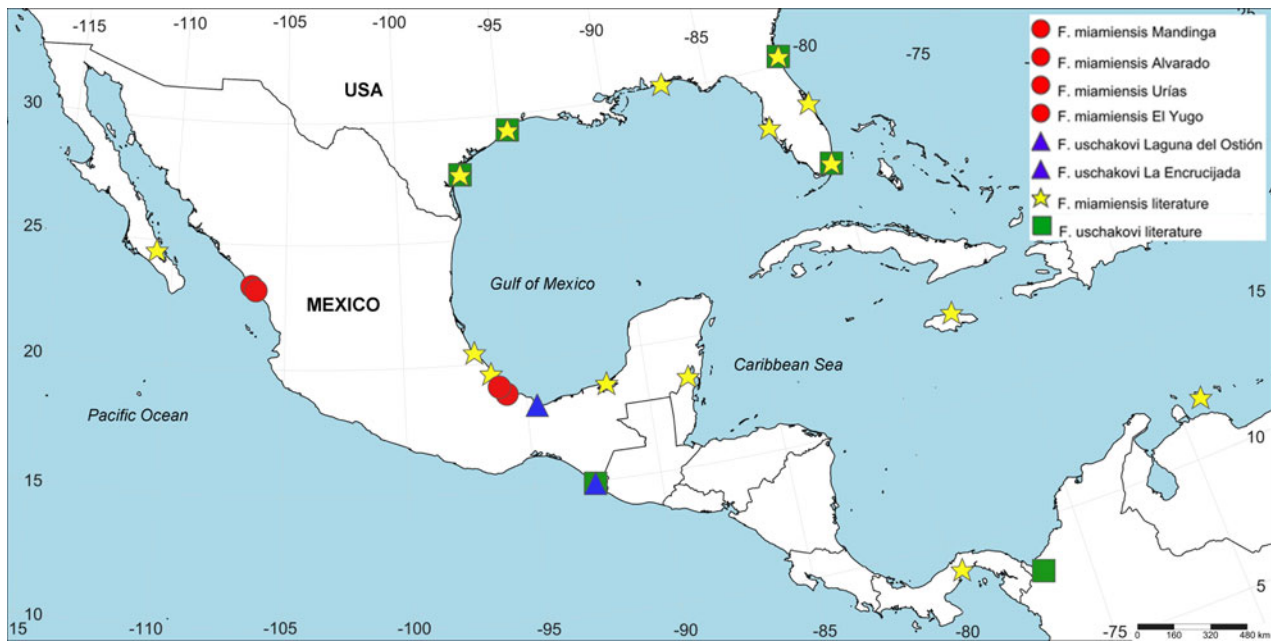 -115
-110
-105
-100
-95
-90
-80
-75
25
F. miamiensis Mandinga
F. miamiensis Alvarado
F. miamiensis Urías
F. miamiensis El Yugo
F. uschakovi Laguna del Ostión
F. uschakovi La Encrucijada
F. miamiensis literature
F. uschakovi literature
USA
30
25
Gulf of Mexico
15
MEXICO
20
Caribbean Sea
Pacific Ocean
10
15
5
10
-110
-105
-100
-95
-90
-85
-80
-75
0 160 320 480 km